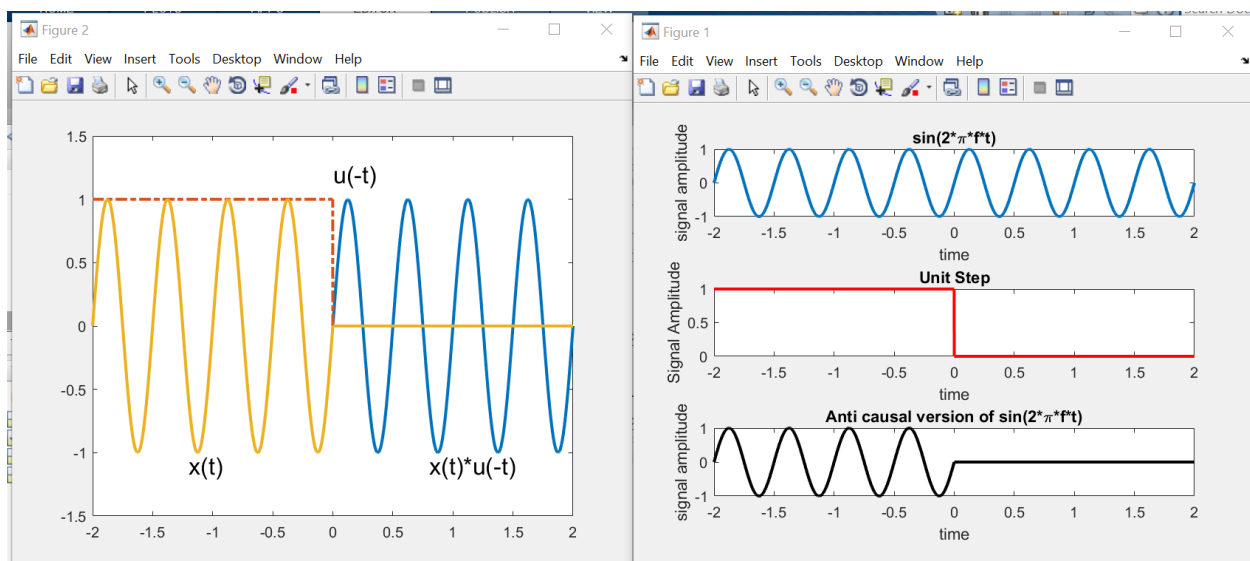 Figure 2
File Edit View Insert Tools Desktop Window Help
1.5
1
0.5
0
-0.5
-1
-1.5
u(-t)
x(t)
x(t)*u(-t)
-2 -1.5 -1 -0.5 0 0.5 1 1.5 2
Search Doc
Figure 1
File Edit View Insert Tools Desktop Window Help
sin(2*π*f*t)
signal amplitude
1
0
-1
-2 -1.5 -1 -0.5 0 0.5 1 1.5 2
time
Unit Step
Signal Amplitude
1
0.5
0
-2 -1.5 -1 -0.5 0 0.5 1 1.5 2
time
Anti causal version of sin(2*π*f*t)
signal amplitude
1
0
-1
-2 -1.5 -1 -0.5 0 0.5 1 1.5 2
time